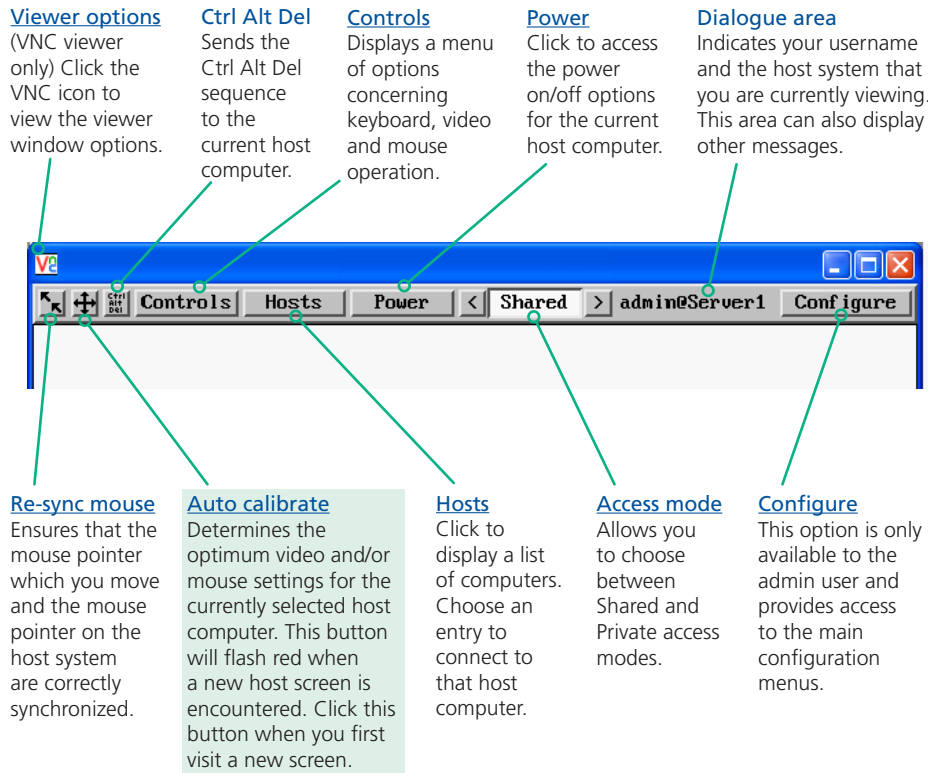 Viewer options
(VNC viewer
only) Click the
VNC icon to
view the viewer
window options.
Ctrl Alt Del
Sends the
Ctrl Alt Del
sequence
to the
current host
computer.
Controls
Displays a menu
of options
concerning
keyboard, video
and mouse
operation.
Power
Click to access
the power
on/off options
for the current
host computer.
Dialogue area
Indicates your username
and the host system that
you are currently viewing.
This area can also display
other messages.
Ctrl
Alt
Del
Controls
Hosts
Power
<
Shared
>
admin@Server1
Configure
Re-sync mouse
Ensures that the
mouse pointer
which you move
and the mouse
pointer on the
host system
are correctly
synchronized.
Auto calibrate
Determines the
optimum video and/or
mouse settings for the
currently selected host
computer. This button
will flash red when
a new host screen is
encountered. Click this
button when you first
visit a new screen.
Hosts
Click to
display a list
of computers.
Choose an
entry to
connect to
that host
computer.
Access mode
Allows you
to choose
between
Shared and
Private access
modes.
Configure
This option is only
available to the
admin user and
provides access
to the main
configuration
menus.